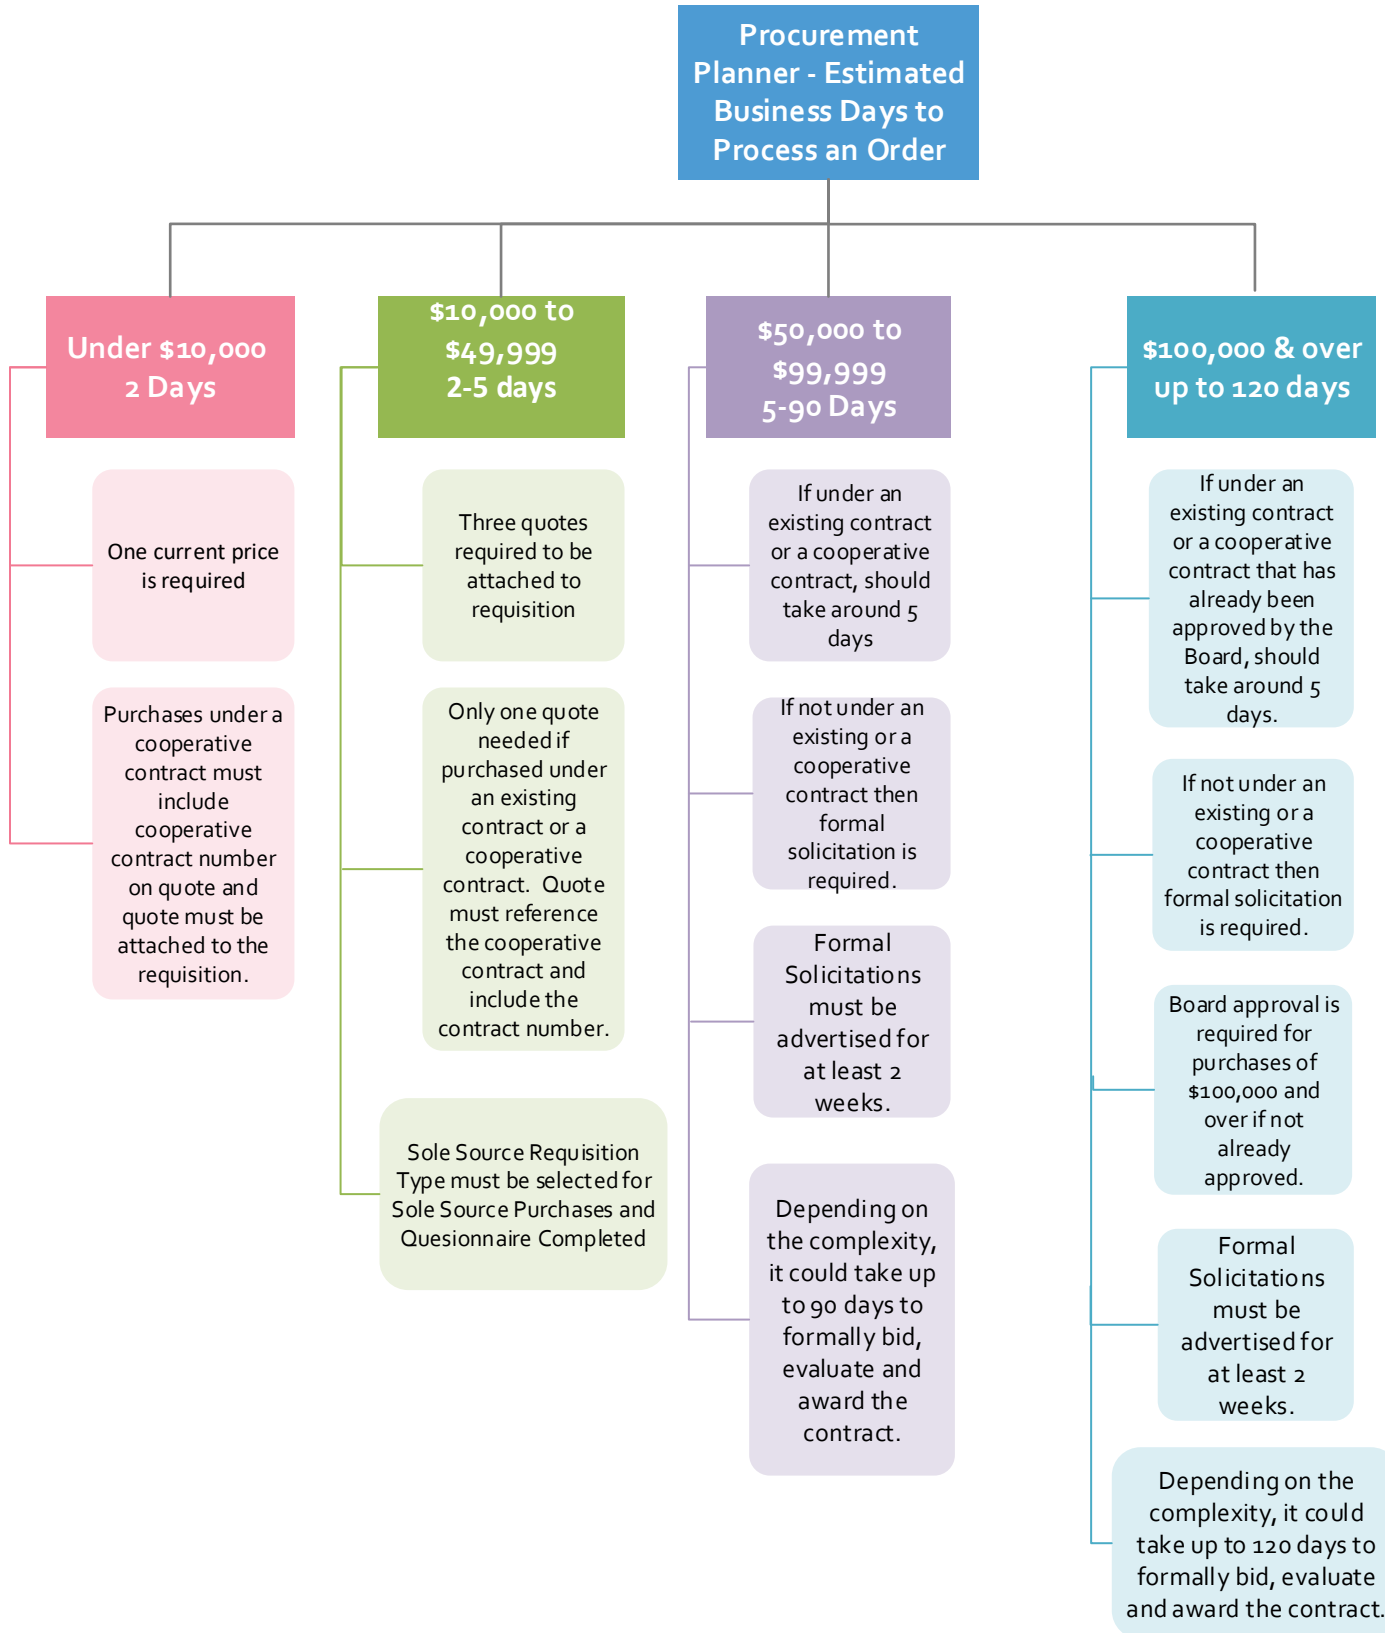 Procurement
Planner - Estimated
Business Days to
Process an Order
Under $10,000
2 Days
One current price
is required
Purchases under a
cooperative
contract must
include
cooperative
contract number
on quote and
quote must be
attached to the
requisition.
$10,000 to
$49,999
2-5 days
Three quotes
required to be
attached to
requisition
Only one quote
needed if
purchased under
an existing
contract or a
cooperative
contract.  Quote
must reference
the cooperative
contract and
include the
contract number.
Sole Source Requisition
Type must be selected for
Sole Source Purchases and
Quesionnaire Completed
$50,000 to
$99,999
5-90 Days
If under an
existing contract
or a cooperative
contract, should
take around 5
days
If not under an
existing or a
cooperative
contract then
formal
solicitation is
required.
Formal
Solicitations
must be
advertised for
at least 2
weeks.
Depending on
the complexity,
it could take up
to 90 days to
formally bid,
evaluate and
award the
contract.
$100,000 & over
up to 120 days
If under an
existing contract
or a cooperative
contract that has
already been
approved by the
Board, should
take around 5
days.
If not under an
existing or a
cooperative
contract then
formal solicitation
is required.
Board approval is
required for
purchases of
$100,000 and
over if not
already
approved.
Formal
Solicitations
must be
advertised for
at least 2
weeks.
Depending on the
complexity, it could
take up to 120 days to
formally bid, evaluate
and award the contract.